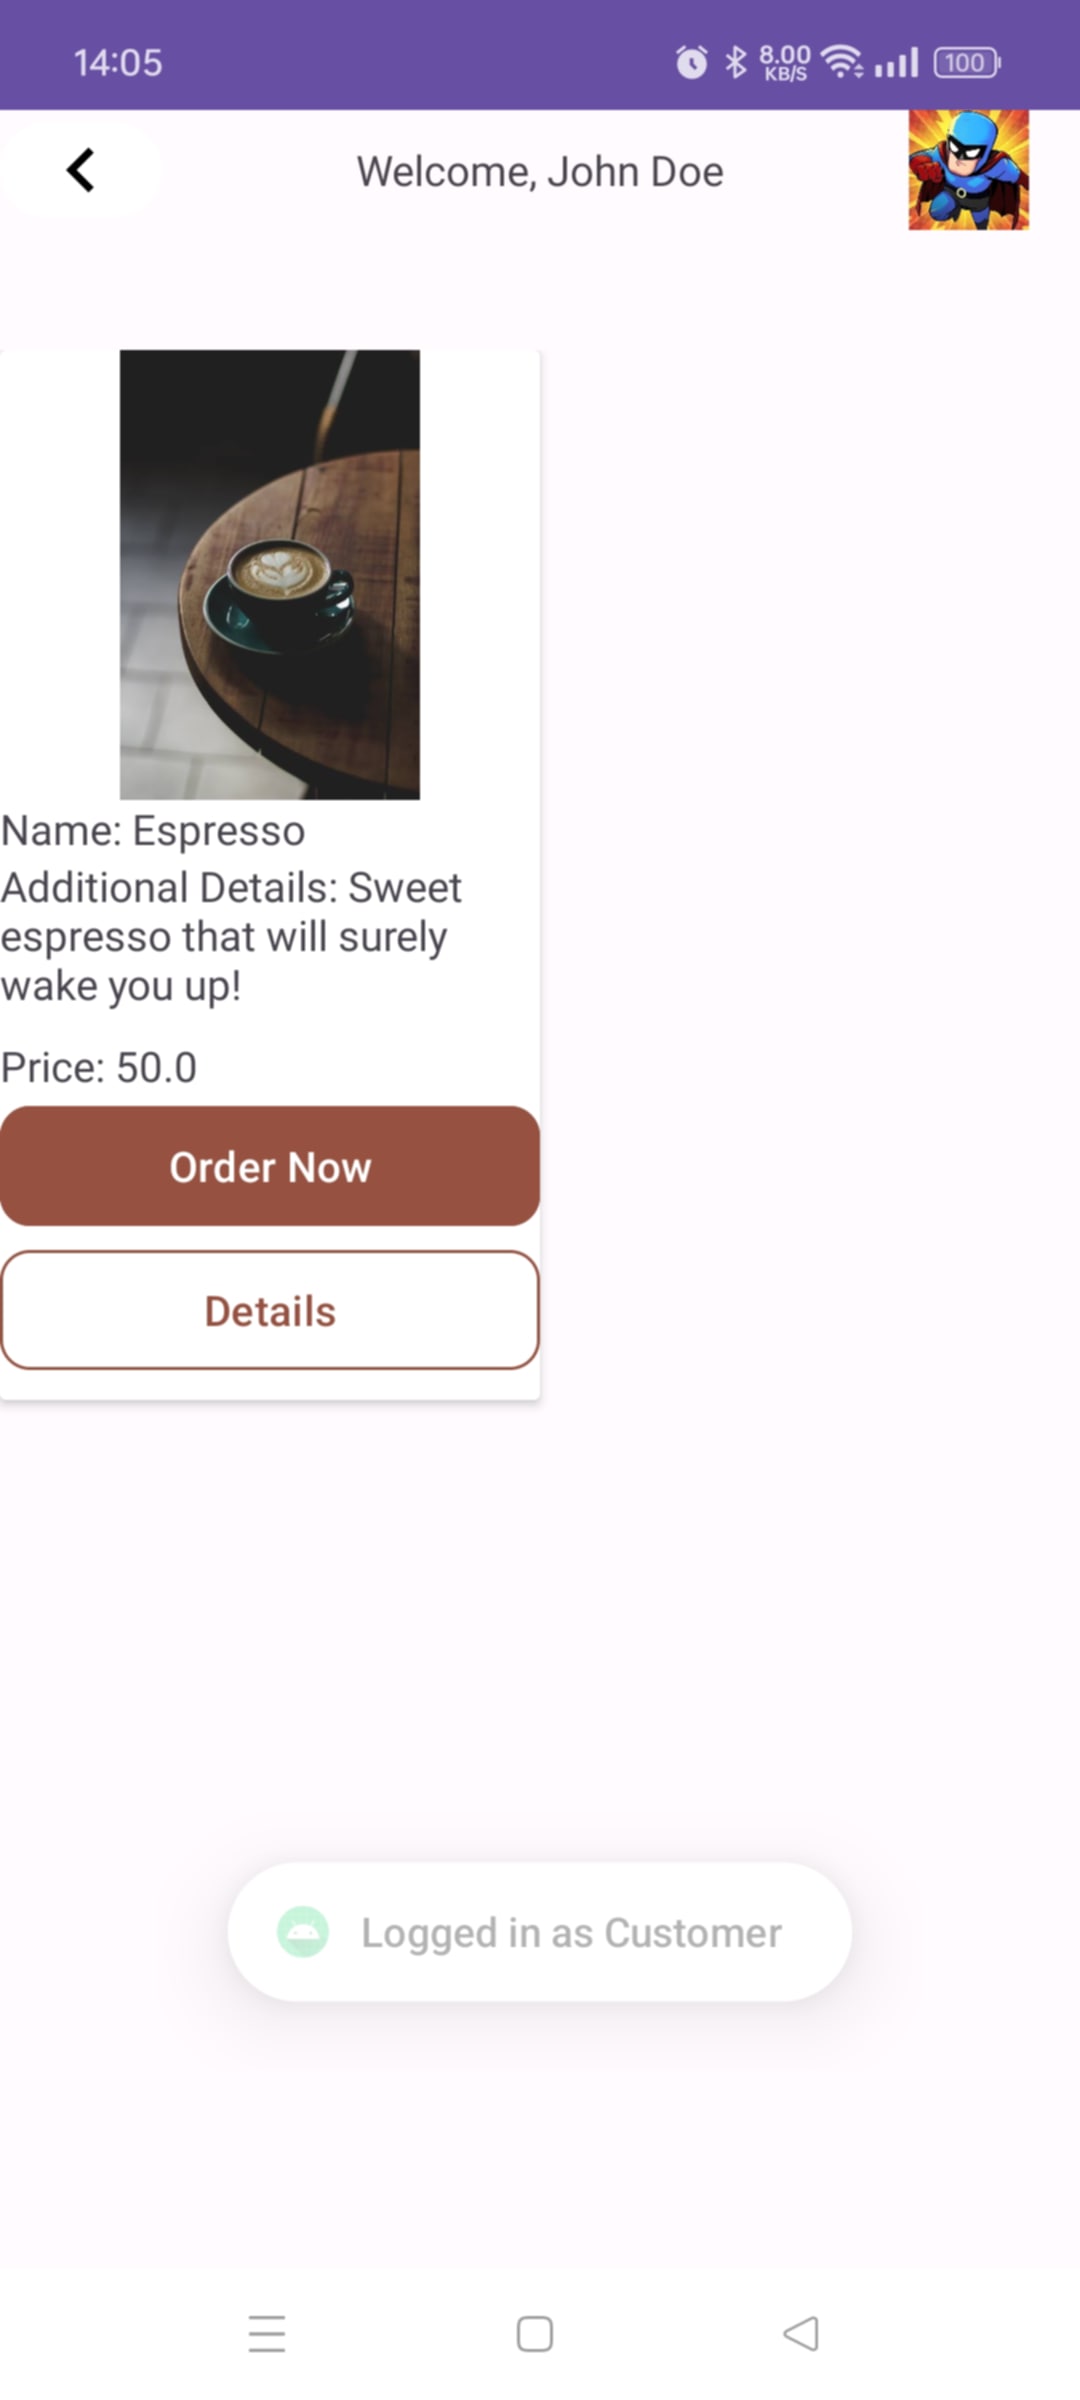 14:05
8.00
KB/S
100
Welcome, John Doe
Name: Espresso
Additional Details: Sweet
espresso that will surely
wake you up!
Price: 50.0
Order Now
Details
Logged in as Customer